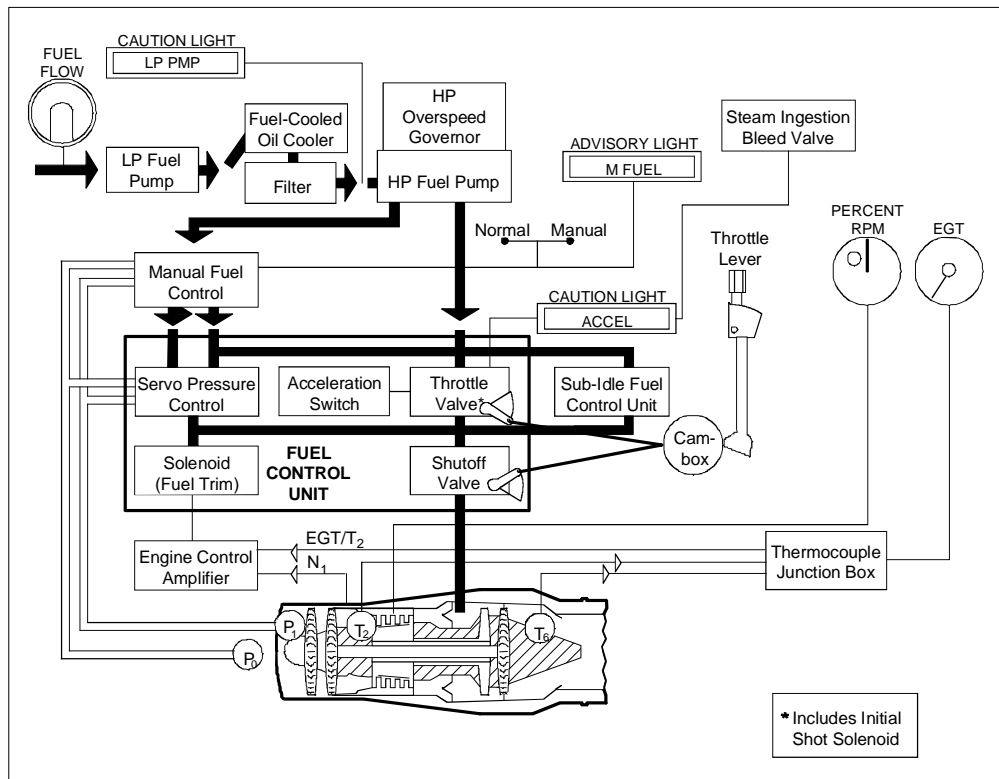 CAUTION LIGHT
LP PMP
FUEL
FLOW
HP
Overspeed
Governor
Fuel-Cooled
Oil Cooler
Steam Ingestion
Bleed Valve
ADVISORY LIGHT
M FUEL
LP Fuel
Pump
Filter
HP Fuel Pump
PERCENT
RPM
EGT
Normal
Manual
Throttle
Lever
Manual Fuel
Control
CAUTION LIGHT
ACCEL
Servo Pressure
Control
Acceleration
Switch
Throttle
Valve*
Sub-Idle Fuel
Control Unit
Cam-
box
Solenoid
(Fuel Trim)
FUEL
CONTROL
UNIT
Shutoff
Valve
EGT/T2
Engine Control
Amplifier
N1
Thermocouple
Junction Box
P1
T2
T6
P0
* Includes Initial
Shot Solenoid